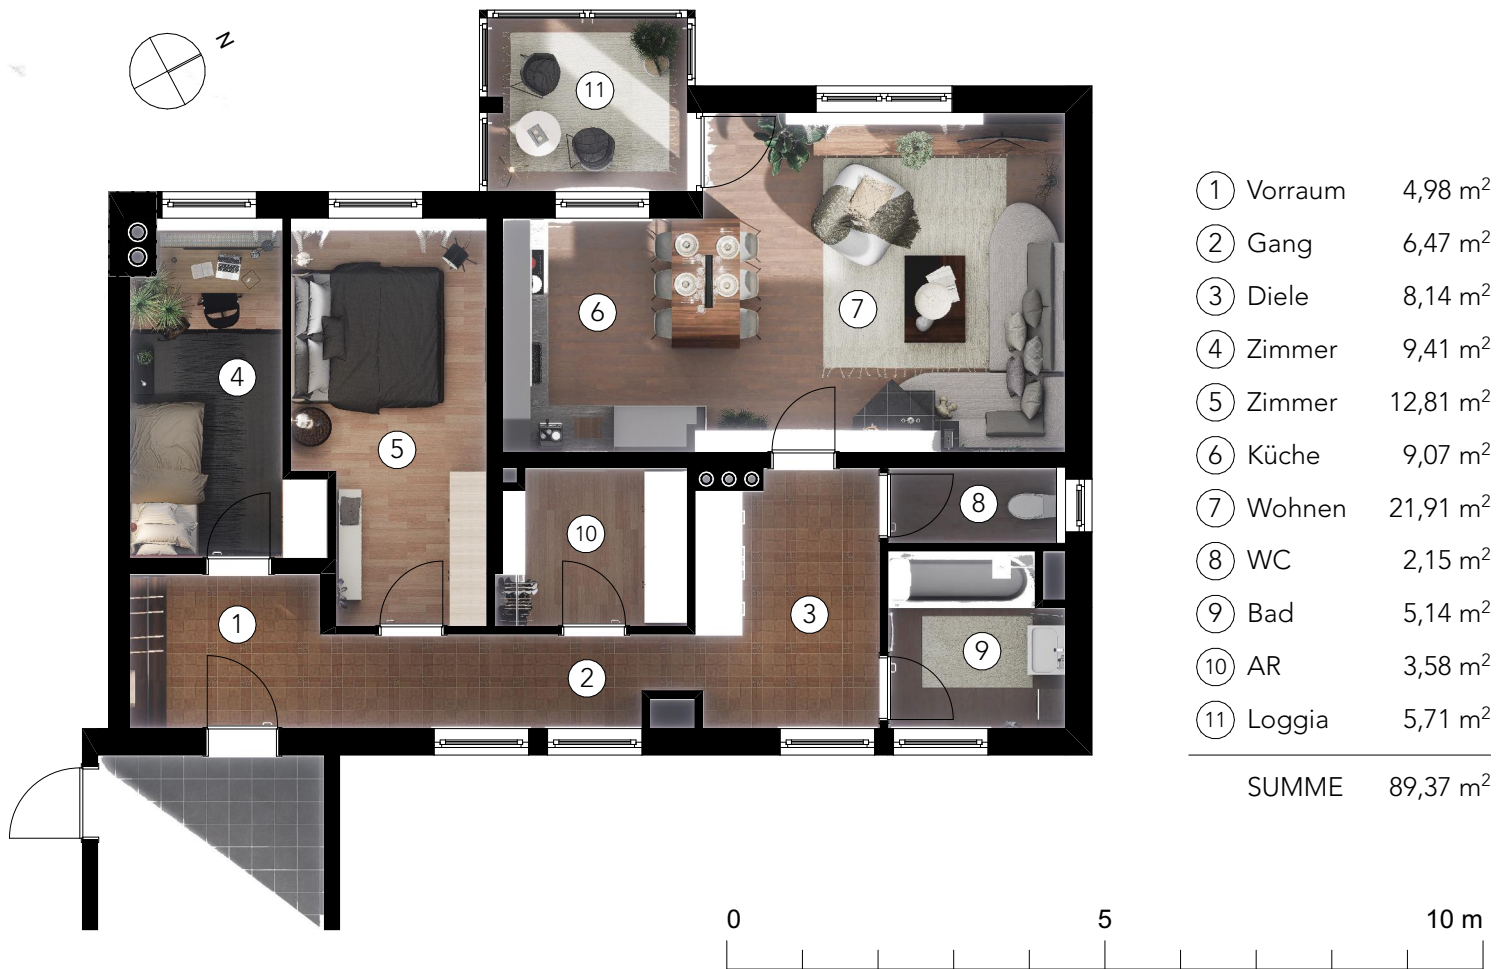 N
11
4
5
6
7
10
8
1
2
3
9
1 Vorraum 4,98 m²
2 Gang 6,47 m²
3 Diele 8,14 m²
4 Zimmer 9,41 m²
5 Zimmer 12,81 m²
6 Küche 9,07 m²
7 Wohnen 21,91 m²
8 WC 2,15 m²
9 Bad 5,14 m²
10 AR 3,58 m²
11 Loggia 5,71 m²
SUMME 89,37 m²
0 5 10 m